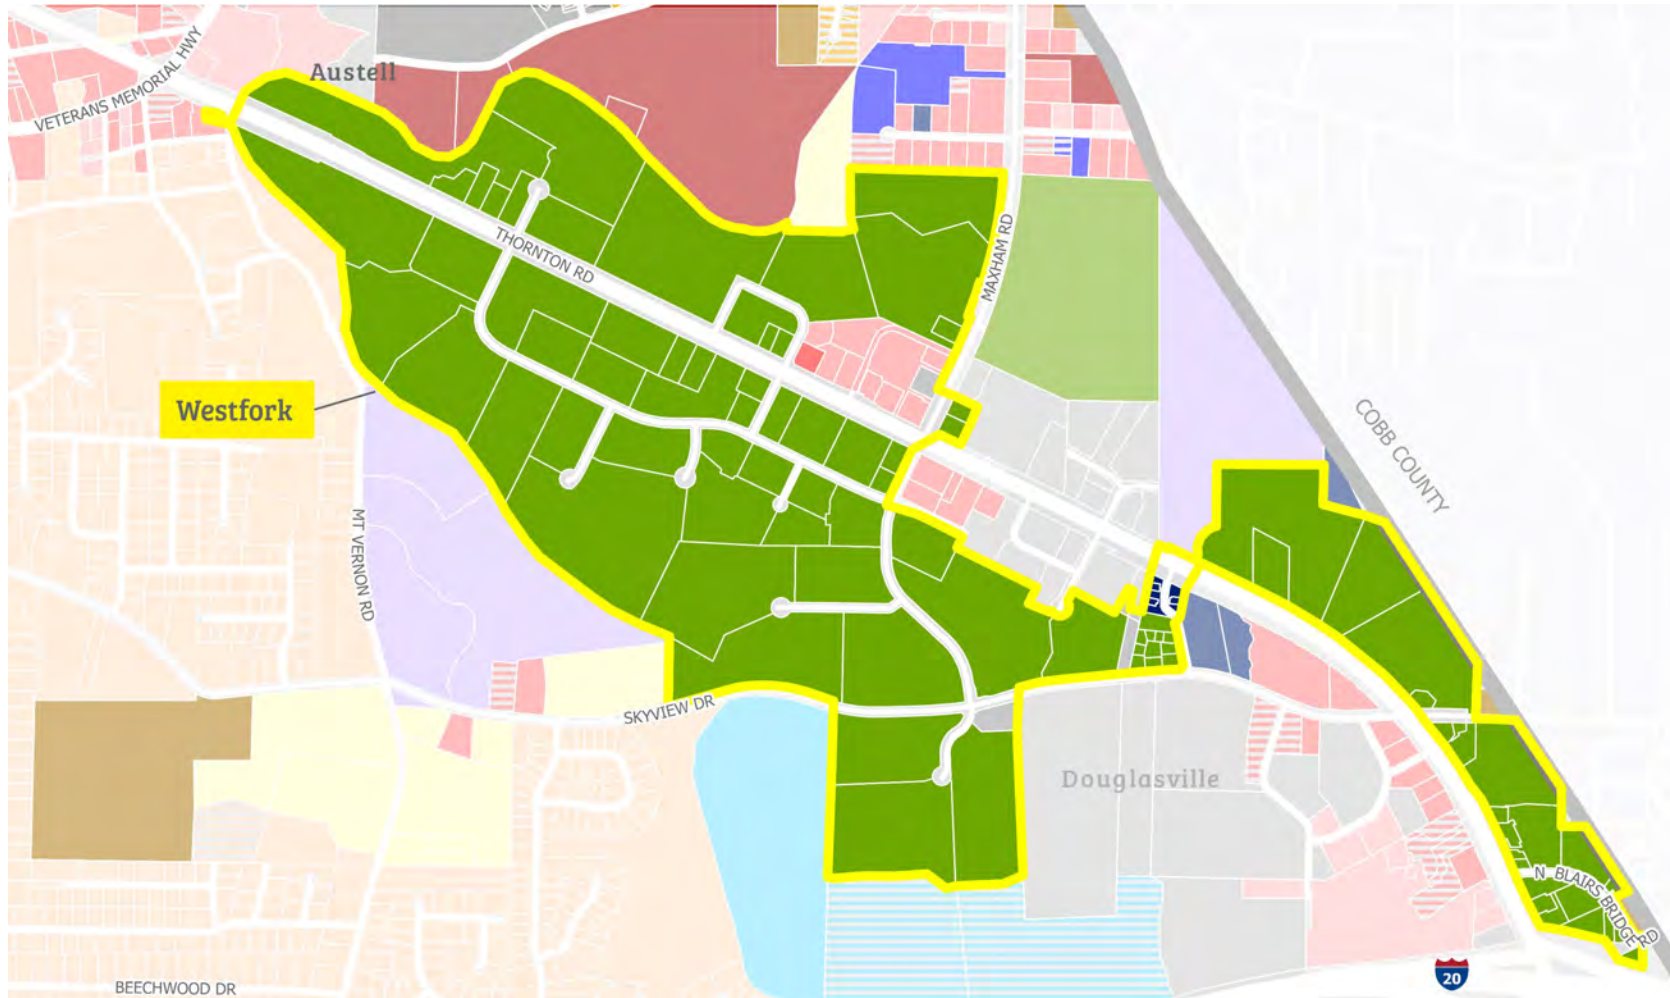 Austell
VETERANS MEMORIAL HWY
THORNTON RD
MAXHAM RD
Westfork
COBB COUNTY
MT VERNON RD
SKYVIEW DR
Douglasville
N BLAIRS BRIDGE RD
20
BEECHWOOD DR